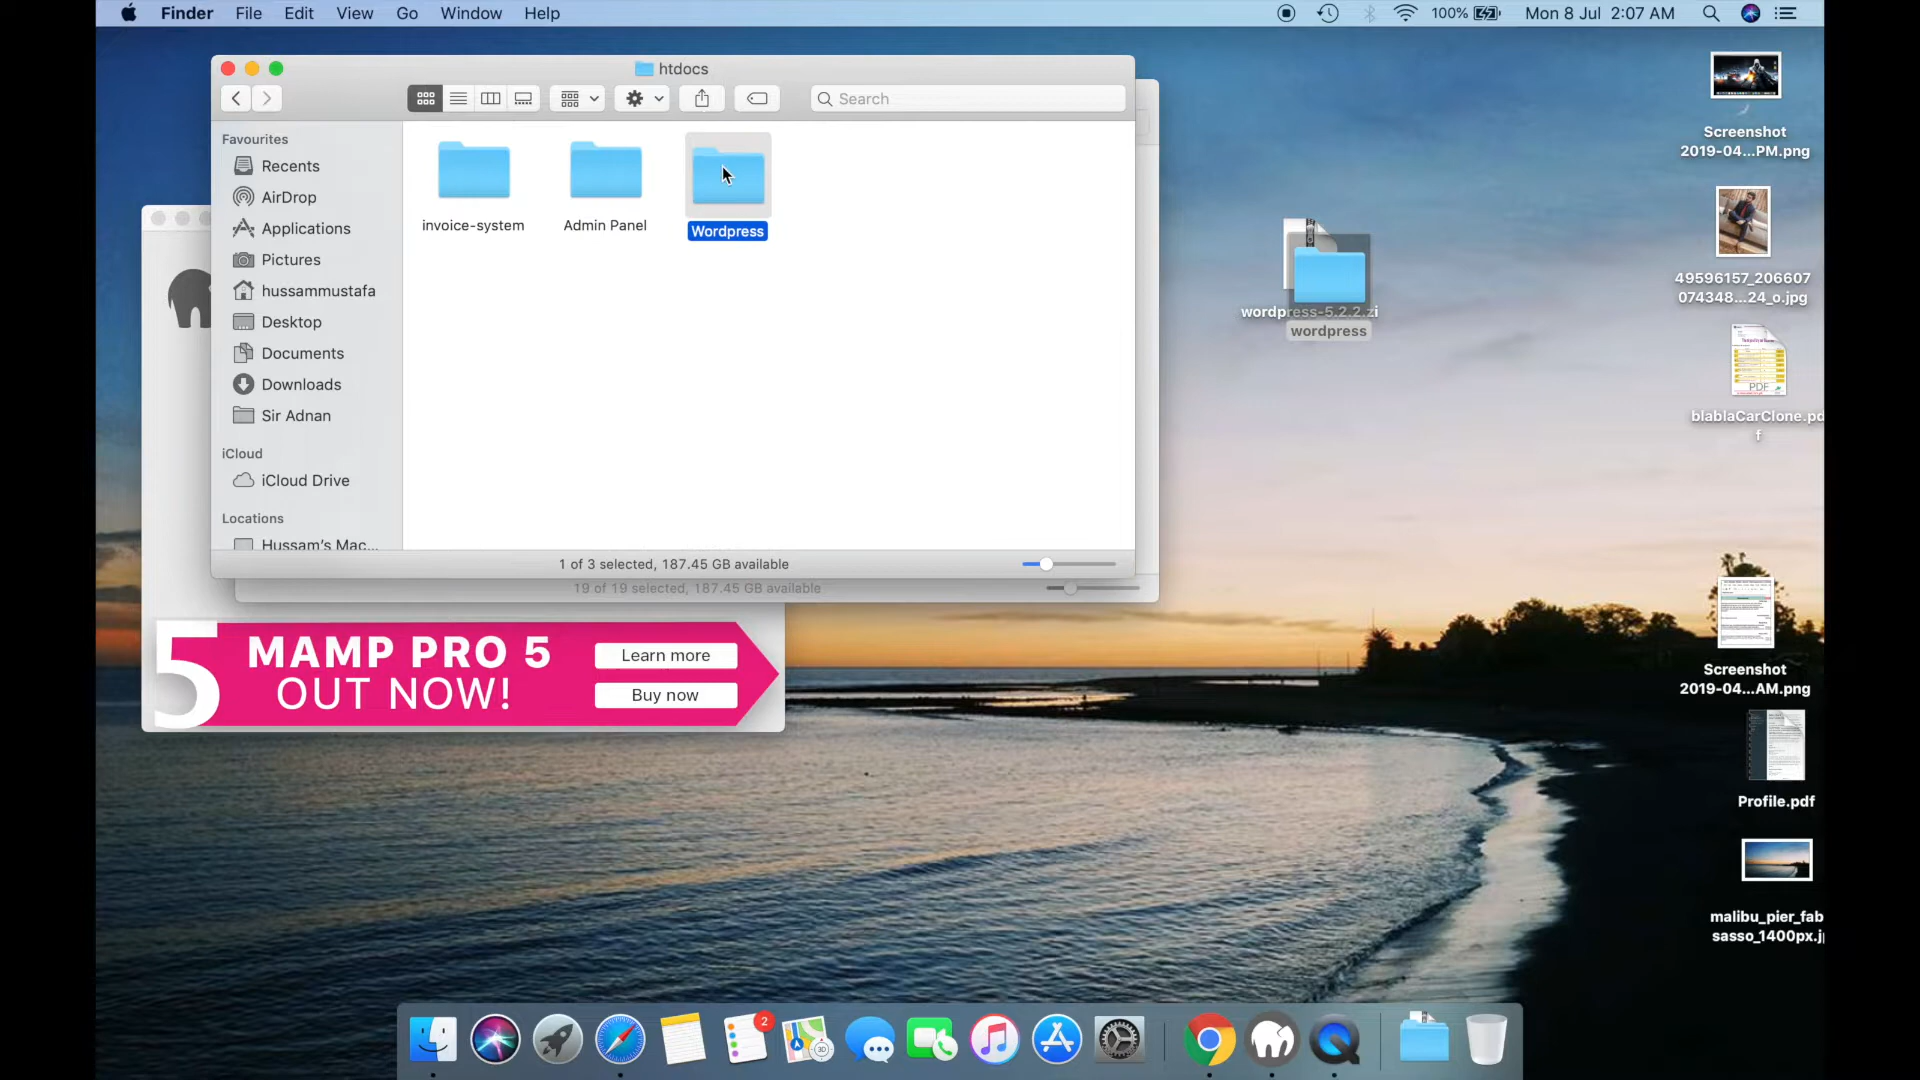 Finder File Edit View Go Window Help
100% Mon 8 Jul 2:07 AM
htdocs
Search
Favourites
Recents
AirDrop
Applications
Pictures
hussammustafa
Desktop
Documents
Downloads
Sir Adnan
iCloud
iCloud Drive
Locations
Hussam's Mac...
invoice-system
Admin Panel
Wordpress
1 of 3 selected, 187.45 GB available
19 of 19 selected, 187.45 GB available
5
MAMP PRO 5
OUT NOW!
Learn more
Buy now
wordpress-5.2.2.zi
wordpress
Screenshot
2019-04...PM.png
49596157_206607
074348...24_o.jpg
PDF
blablaCarClone.pd
f
Screenshot
2019-04...AM.png
Profile.pdf
malibu_pier_fab
sasso_1400px.j
2
3D